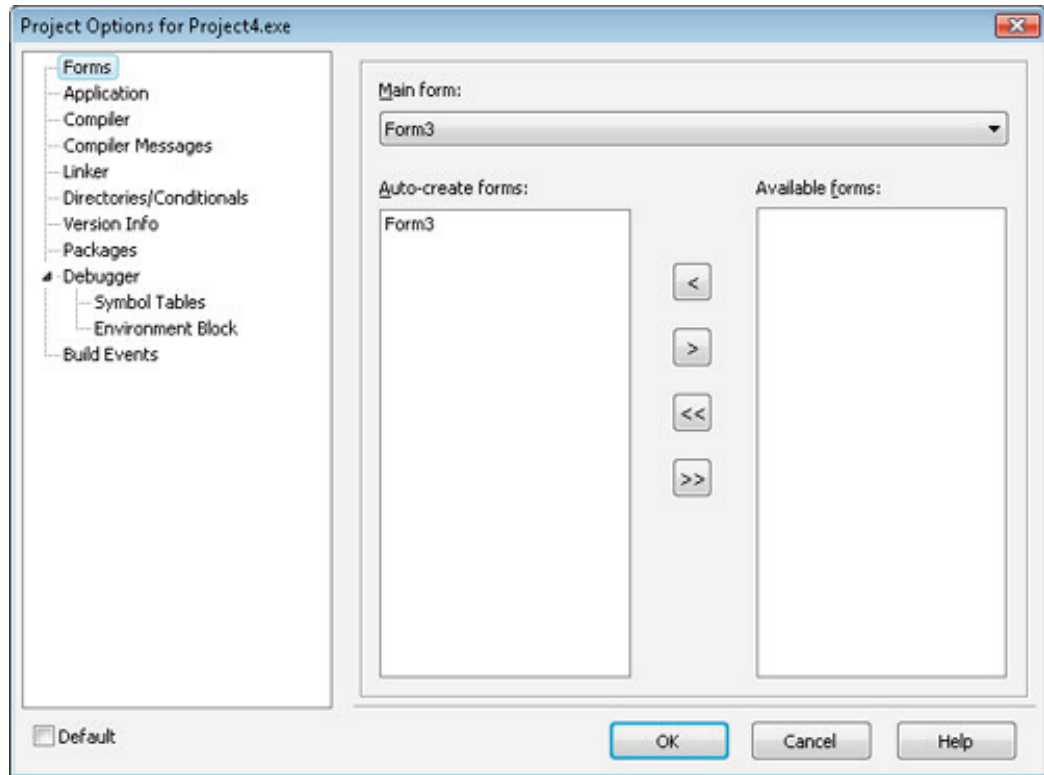 Project Options for Project4.exe
Forms
Application
Compiler
Compiler Messages
Linker
Directories/Conditionals
Version Info
Packages
Debugger
Symbol Tables
Environment Block
Build Events
Main form:
Form3
Auto-create forms:
Available forms:
Form3
<
>
<<
>>
Default
OK
Cancel
Help